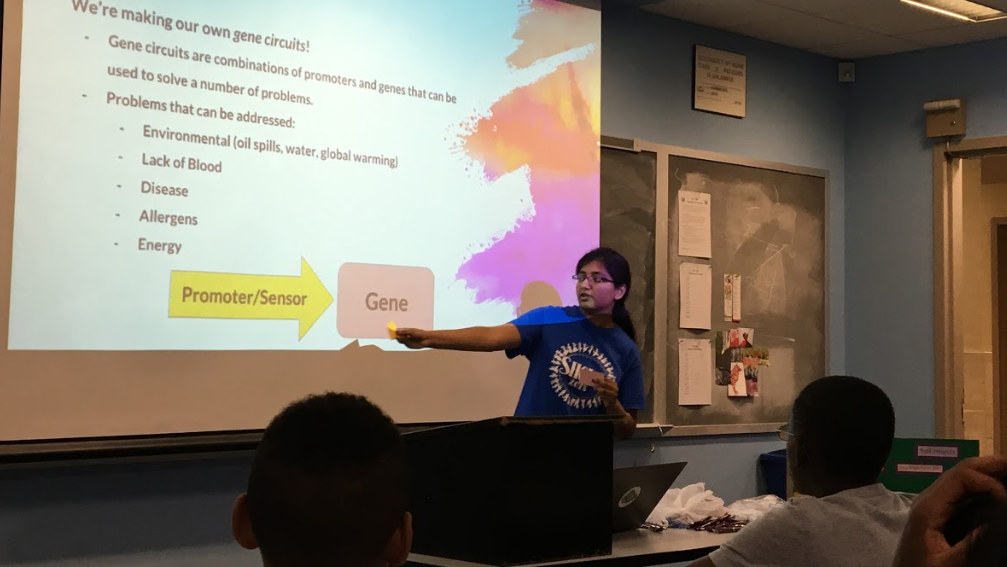 We're making our own gene circuits!
- Gene circuits are combinations of promoters and genes that can be
used to solve a number of problems.
- Problems that can be addressed:
- Environmental (oil spills, water, global warming)
- Lack of Blood
- Disease
- Allergens
- Energy
Promoter/Sensor
Gene